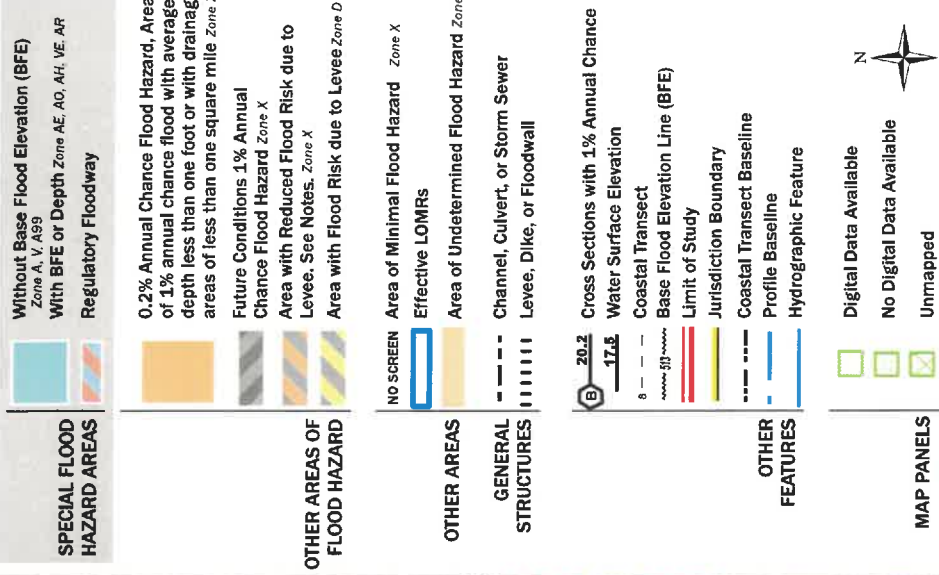 SPECIAL FLOOD
HAZARD AREAS
Without Base Flood Elevation (BFE)
Zone A, V, A99
With BFE or Depth Zone AE, AO, AH, VE, AR
Regulatory Floodway
OTHER AREAS OF
FLOOD HAZARD
0.2% Annual Chance Flood Hazard, Area
of 1% annual chance flood with average
depth less than one foot or with drainag
areas of less than one square mile Zone
Future Conditions 1% Annual
Chance Flood Hazard Zone X
Area with Reduced Flood Risk due to
Levee. See Notes. Zone X
Area with Flood Risk due to Levee Zone D
OTHER AREAS
NO SCREEN Area of Minimal Flood Hazard Zone X
Effective LOMRs
Area of Undetermined Flood Hazard Zone
GENERAL
STRUCTURES
Channel, Culvert, or Storm Sewer
Levee, Dike, or Floodwall
OTHER
FEATURES
B 20.2 Cross Sections with 1% Annual Chance
17.5 Water Surface Elevation
8 Coastal Transect
513 Base Flood Elevation Line (BFE)
Limit of Study
Jurisdiction Boundary
Coastal Transect Baseline
Profile Baseline
Hydrographic Feature
MAP PANELS
Digital Data Available
No Digital Data Available
Unmapped
N